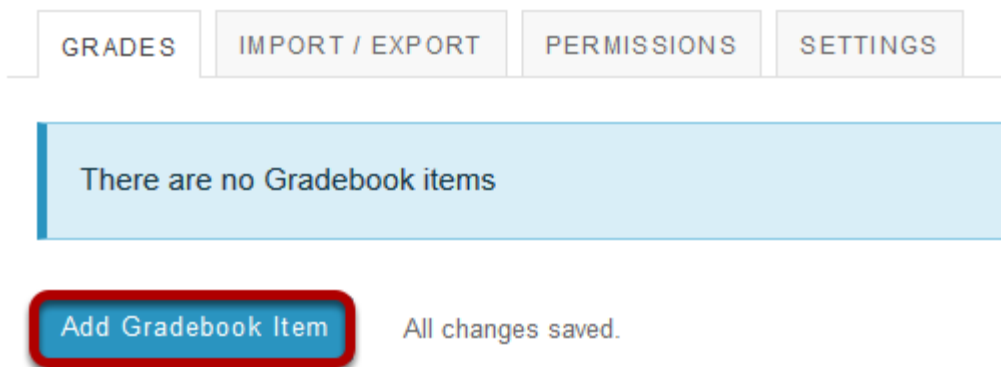 GRADES IMPORT / EXPORT PERMISSIONS SETTINGS
There are no Gradebook items
Add Gradebook Item All changes saved.